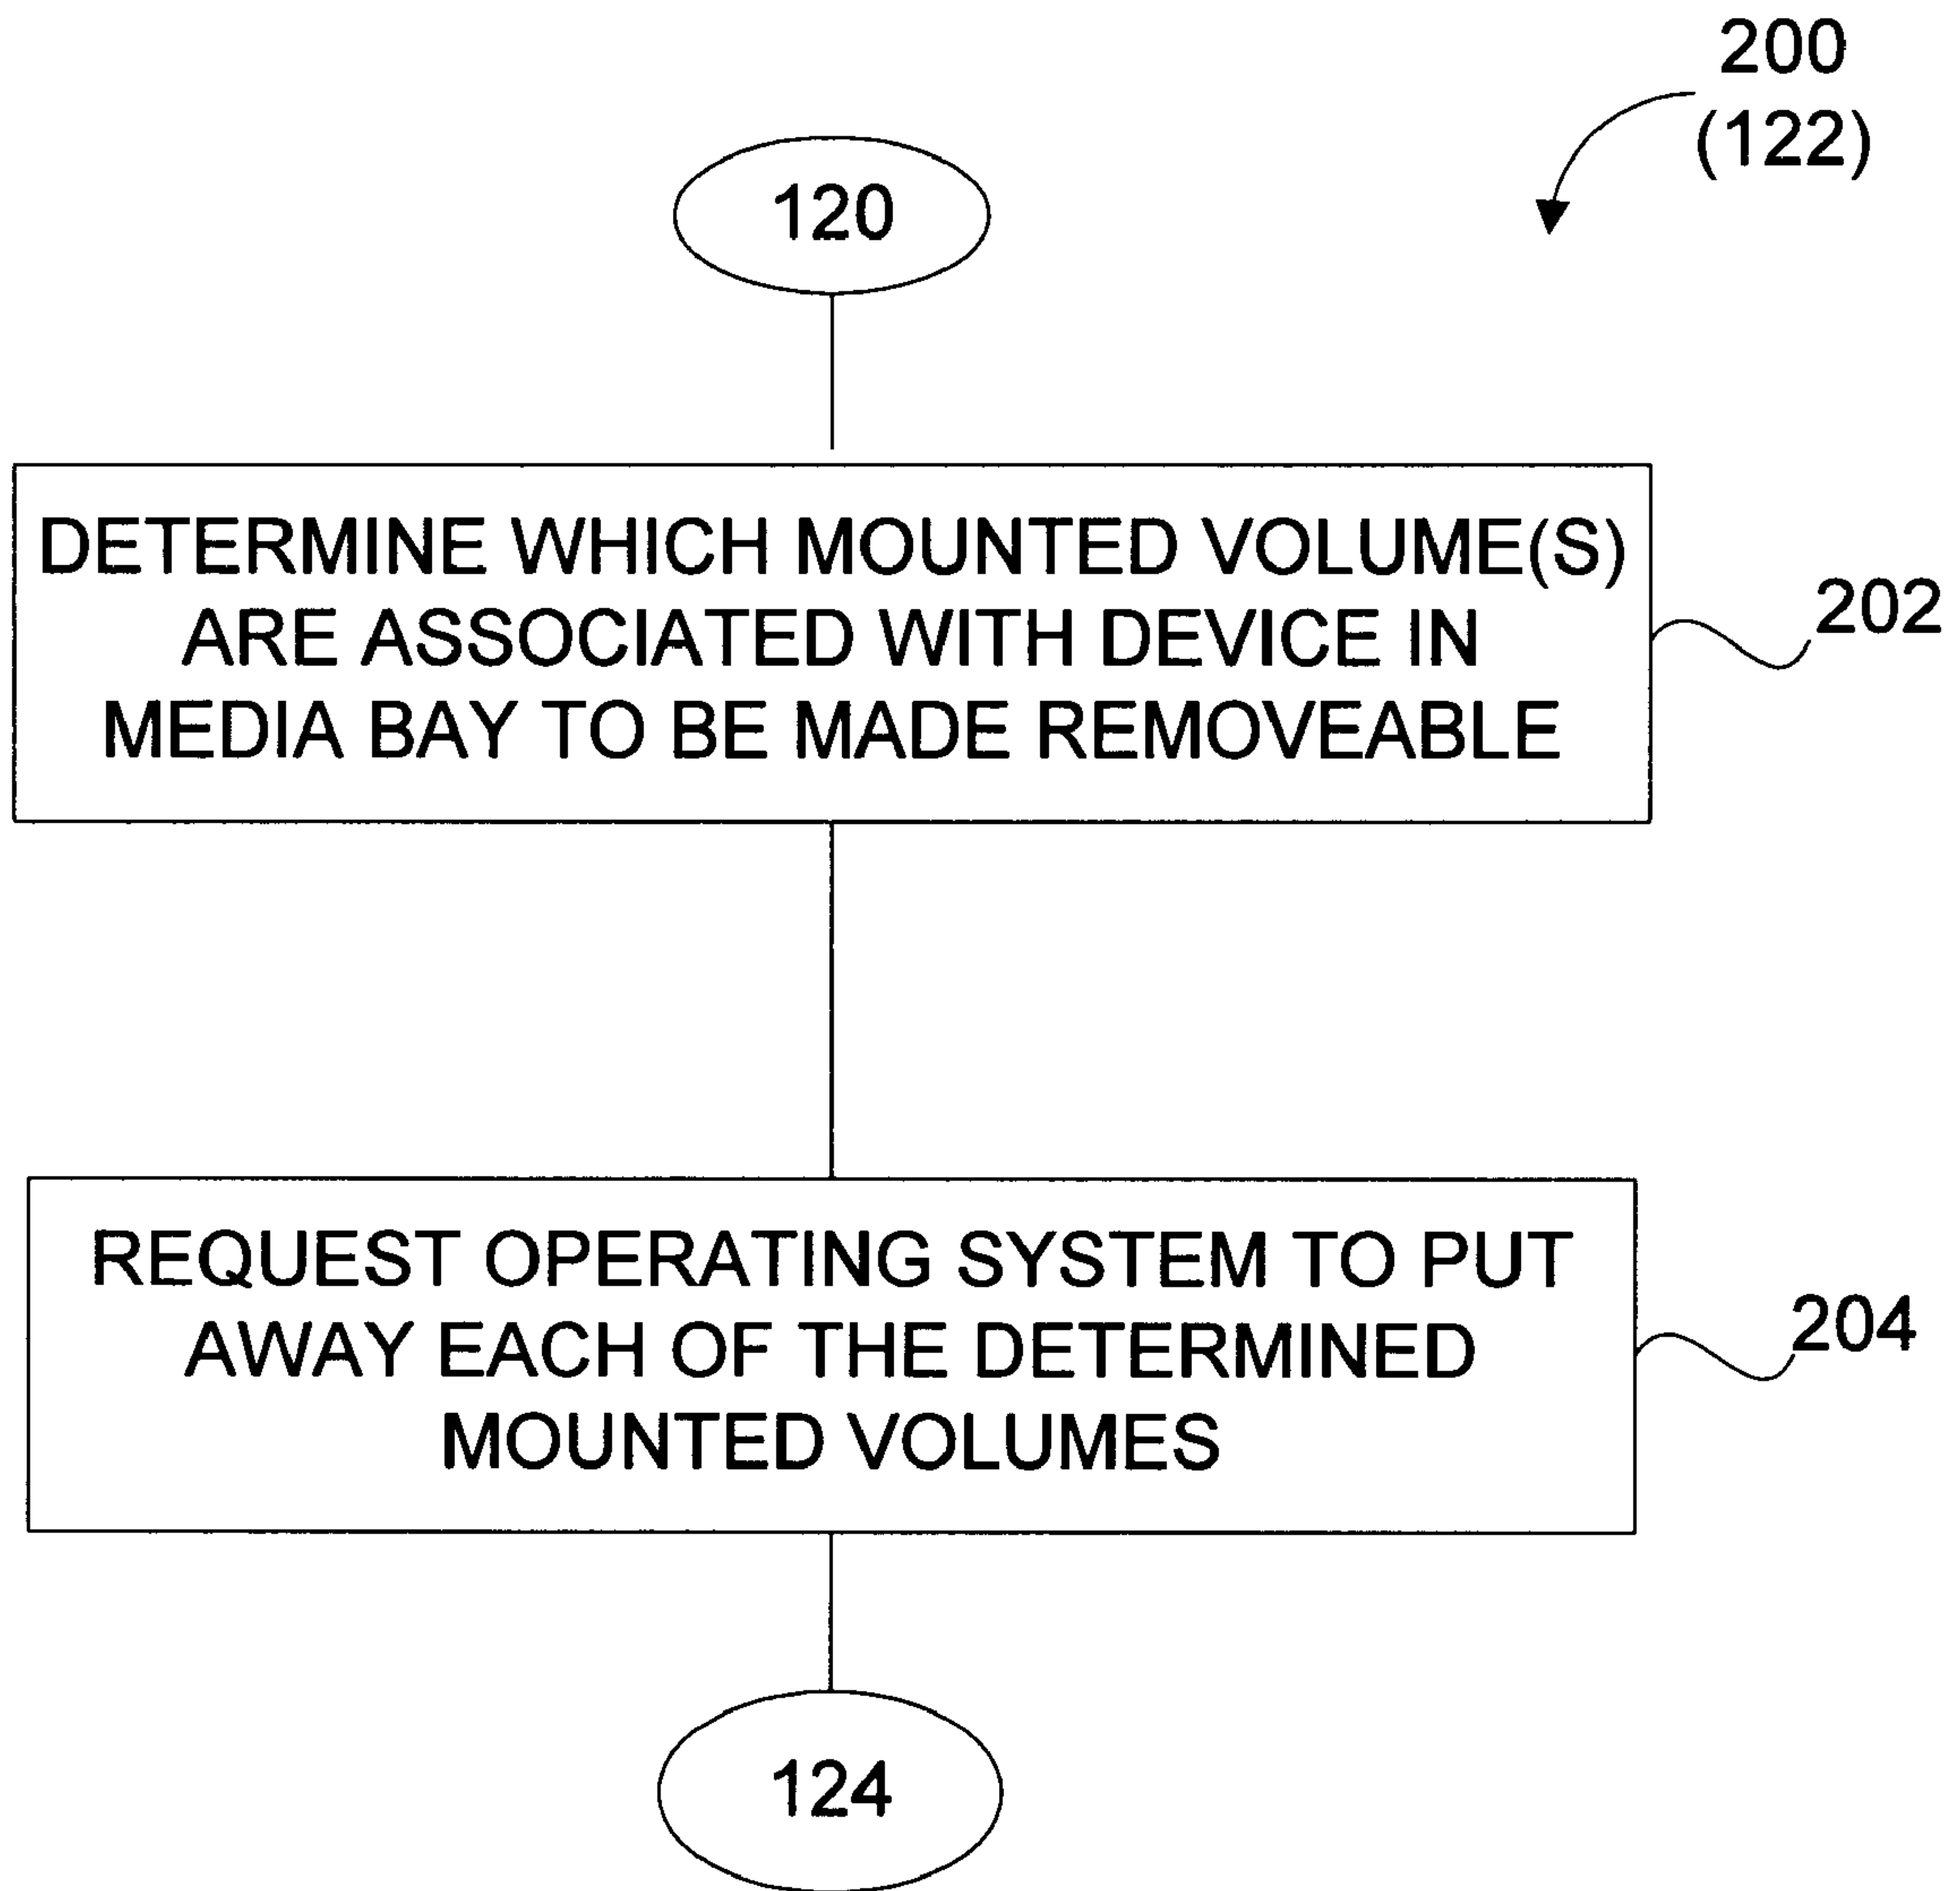 200
(122)
120
DETERMINE WHICH MOUNTED VOLUME(S)
ARE ASSOCIATED WITH DEVICE IN
MEDIA BAY TO BE MADE REMOVEABLE
202
REQUEST OPERATING SYSTEM TO PUT
AWAY EACH OF THE DETERMINED
MOUNTED VOLUMES
204
124